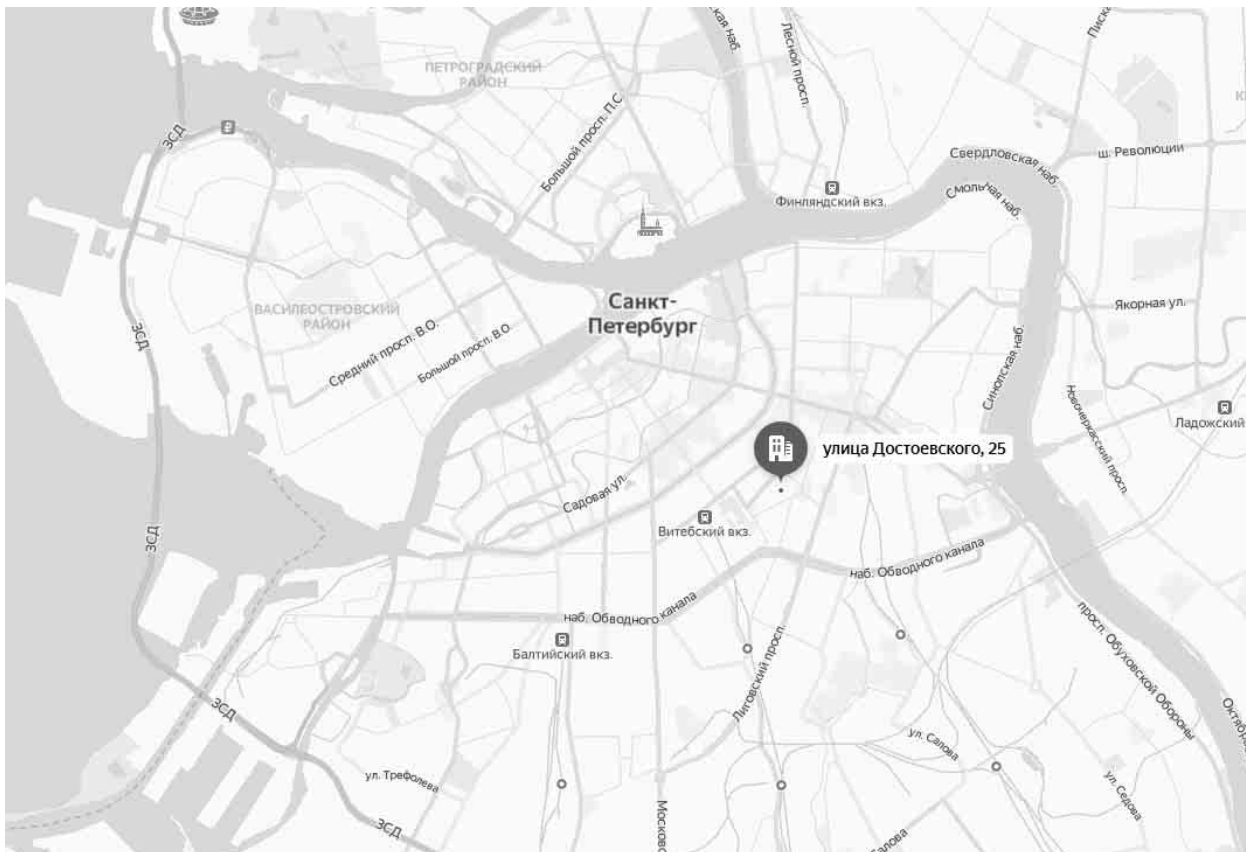 ПЕТРОГРАДСКИЙ
РАЙОН
Лесной просп.
Большой просп. П.С.
ЗСД
Свердловская наб.
ш. Революции
Смольная наб.
Финляндский вкз.
Санкт-
Петербург
ВАСИЛЕОСТРОВСКИЙ
РАЙОН
Якорная ул.
ЗСД
Средний просп. В.О.
Большой просп. В.О.
Синопская наб.
Новочеркасский просп.
Ладожский
улица Достоевского, 25
Садовая ул.
Витебский вкз.
ЗСД
наб. Обводного канала
наб. Обводного канала
Балтийский вкз.
Лиговский просп.
просп. Обуховской Обороны
ЗСД
ул. Салова
ул. Трефолева
ул. Седова
ЗСД